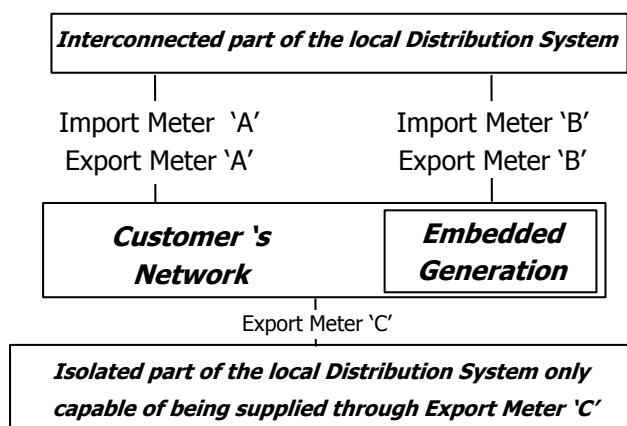 Interconnected part of the local Distribution System
Import Meter ‘A’ Import Meter ‘B’
Export Meter ‘A’ Export Meter ‘B’
Customer ‘s Embedded
Network Generation
Export Meter ‘C’
Isolated part of the local Distribution System only
capable of being supplied through Export Meter ‘C’